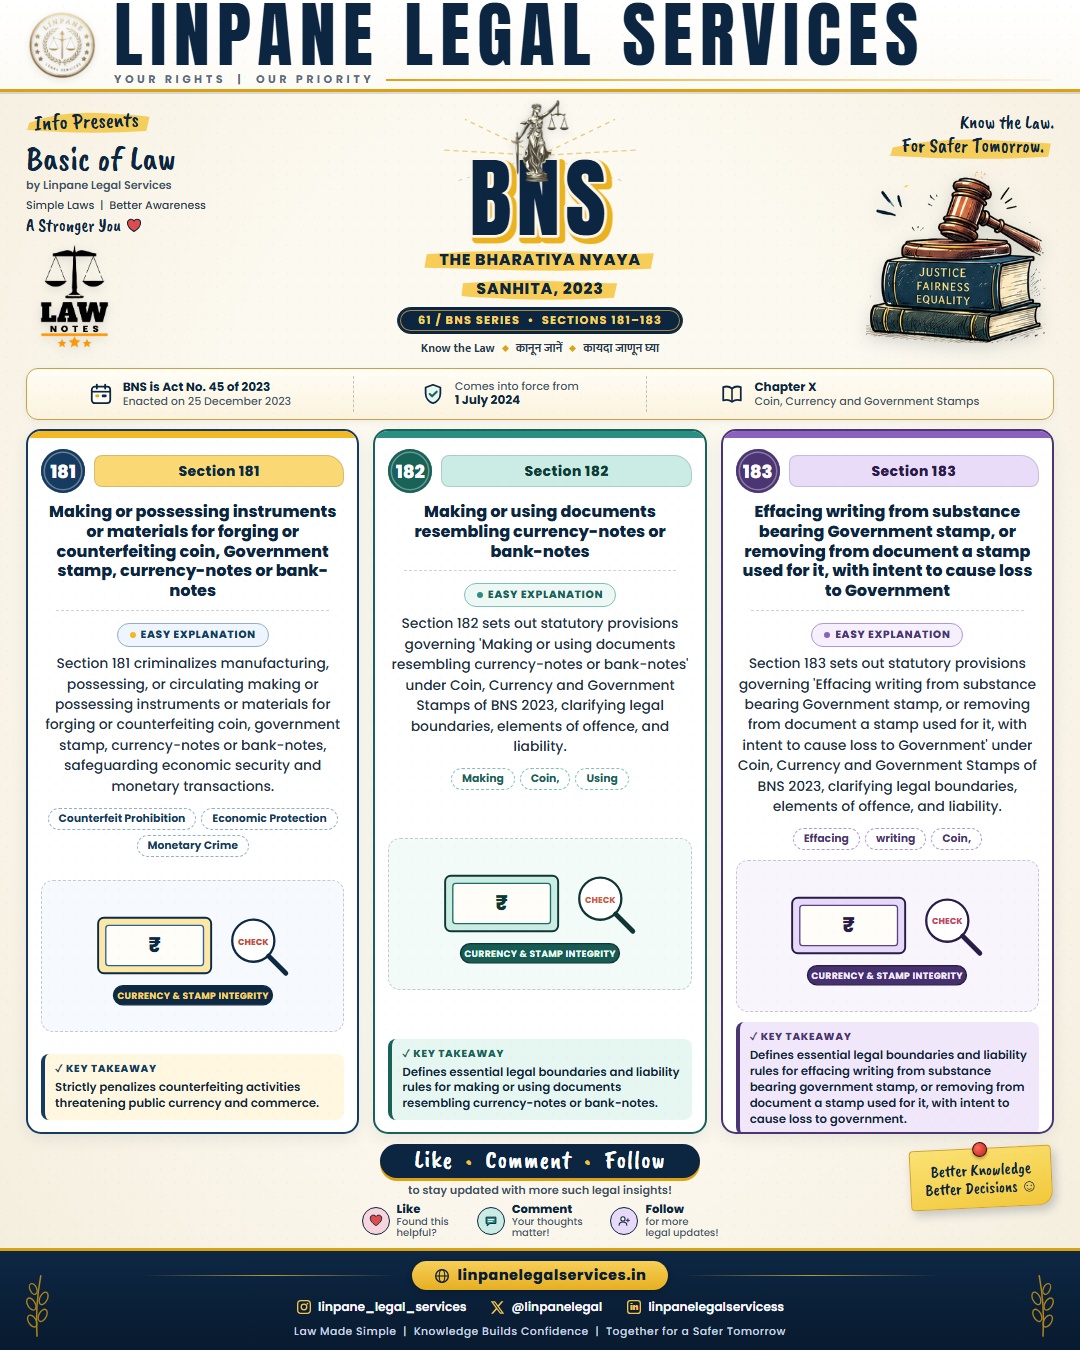 LINPANE LEGAL SERVICES
YOUR RIGHTS | OUR PRIORITY
Info Presents
Basic of Law
by Linpane Legal Services
Simple Laws | Better Awareness
A Stronger You
LAW
NOTES
BNS
THE BHARATIYA NYAYA
SANHITA, 2023
61 / BNS SERIES • SECTIONS 181–183
Know the Law ◆ कानून जानें ◆ कायदा जाणून घ्या
Know the Law.
For Safer Tomorrow.
JUSTICE
FAIRNESS
EQUALITY
BNS is Act No. 45 of 2023
Enacted on 25 December 2023
Comes into force from
1 July 2024
Chapter X
Coin, Currency and Government Stamps
181
Section 181
Making or possessing instruments
or materials for forging or
counterfeiting coin, Government
stamp, currency-notes or bank-
notes
EASY EXPLANATION
Section 181 criminalizes manufacturing,
possessing, or circulating making or
possessing instruments or materials for
forging or counterfeiting coin, government
stamp, currency-notes or bank-notes,
safeguarding economic security and
monetary transactions.
Counterfeit Prohibition
Economic Protection
Monetary Crime
₹
CHECK
CURRENCY & STAMP INTEGRITY
✓ KEY TAKEAWAY
Strictly penalizes counterfeiting activities
threatening public currency and commerce.
182
Section 182
Making or using documents
resembling currency-notes or
bank-notes
EASY EXPLANATION
Section 182 sets out statutory provisions
governing 'Making or using documents
resembling currency-notes or bank-notes'
under Coin, Currency and Government
Stamps of BNS 2023, clarifying legal
boundaries, elements of offence, and
liability.
Making
Coin,
Using
₹
CHECK
CURRENCY & STAMP INTEGRITY
✓ KEY TAKEAWAY
Defines essential legal boundaries and liability
rules for making or using documents
resembling currency-notes or bank-notes.
183
Section 183
Effacing writing from substance
bearing Government stamp, or
removing from document a stamp
used for it, with intent to cause loss
to Government
EASY EXPLANATION
Section 183 sets out statutory provisions
governing 'Effacing writing from substance
bearing Government stamp, or removing
from document a stamp used for it, with
intent to cause loss to Government' under
Coin, Currency and Government Stamps of
BNS 2023, clarifying legal boundaries,
elements of offence, and liability.
Effacing
writing
Coin,
₹
CHECK
CURRENCY & STAMP INTEGRITY
✓ KEY TAKEAWAY
Defines essential legal boundaries and liability
rules for effacing writing from substance
bearing government stamp, or removing from
document a stamp used for it, with intent to
cause loss to government.
Like • Comment • Follow
to stay updated with more such legal insights!
Like
Found this
helpful?
Comment
Your thoughts
matter!
Follow
for more
legal updates!
Better Knowledge
Better Decisions ☺
linpanelegalservices.in
linpane_legal_services
@linpanelegal
linpanelegalservicess
Law Made Simple | Knowledge Builds Confidence | Together for a Safer Tomorrow